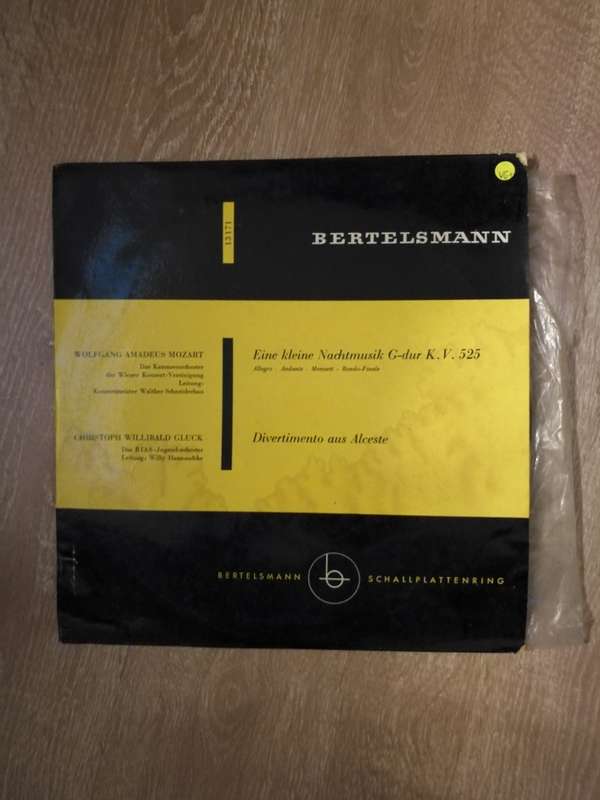 VG+
13171
BERTELSMANN
WOLFGANG AMADEUS MOZART
Das Kammerorchester
der Wiener Konzert-Vereinigung
Leitung:
Konzertmeister Walther Schneiderhan
Eine kleine Nachtmusik G-dur K. V. 525
Allegro - Andante - Menuett - Rondo-Finale
CHRISTOPH WILLIBALD GLUCK
Das RIAS-Jugendorchester
Leitung: Willy Hannuschke
Divertimento aus Alceste
BERTELSMANN b SCHALLPLATTENRING